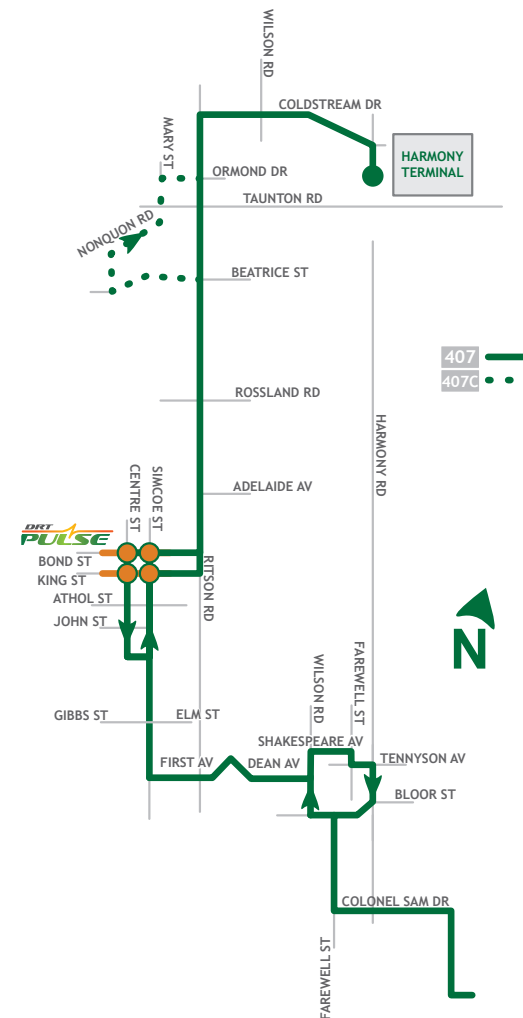 WILSON RD
COLDSTREAM DR
MARY ST
HARMONY
TERMINAL
ORMOND DR
TAUNTON RD
NONQUON RD
BEATRICE ST
407
407C
ROSSLAND RD
HARMONY RD
ADELAIDE AV
CENTRE ST
SIMCOE ST
DRT
PULSE
BOND ST
KING ST
RITSON RD
ATHOL ST
JOHN ST
N
WILSON RD
FAREWELL ST
GIBBS ST
ELM ST
SHAKESPEARE AV
FIRST AV
DEAN AV
TENNYSON AV
BLOOR ST
COLONEL SAM DR
FAREWELL ST